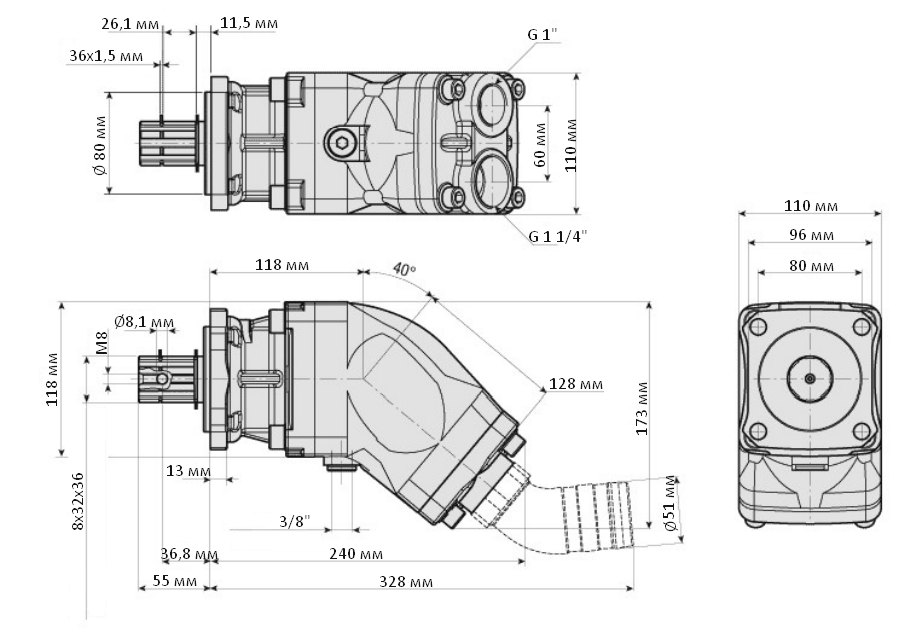 26,1 мм
11,5 мм
G 1"
36x1,5 мм
Ø 80 мм
60 мм
110 мм
G 1 1/4"
110 мм
96 мм
80 мм
118 мм
40°
Ø8,1 мм
M8
118 мм
128 мм
173 мм
13 мм
8x32x36
3/8"
Ø51 мм
36,8 мм
240 мм
55 мм
328 мм